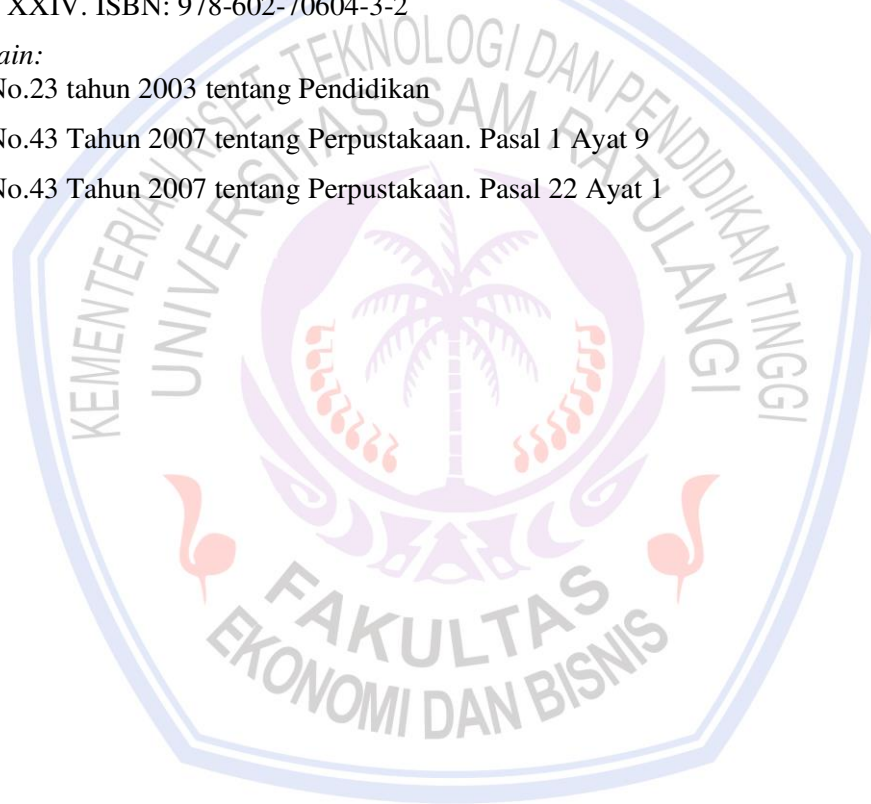 XXIV. ISBN: 978-602-70604-3-2
ain:
No.23 tahun 2003 tentang Pendidikan
No.43 Tahun 2007 tentang Perpustakaan. Pasal 1 Ayat 9
No.43 Tahun 2007 tentang Perpustakaan. Pasal 22 Ayat 1
KEMENTERIAN RISET TEKNOLOGI DAN PENDIDIKAN TINGGI
UNIVERSITAS SAM RATULANGI
FAKULTAS
EKONOMI DAN BISNIS